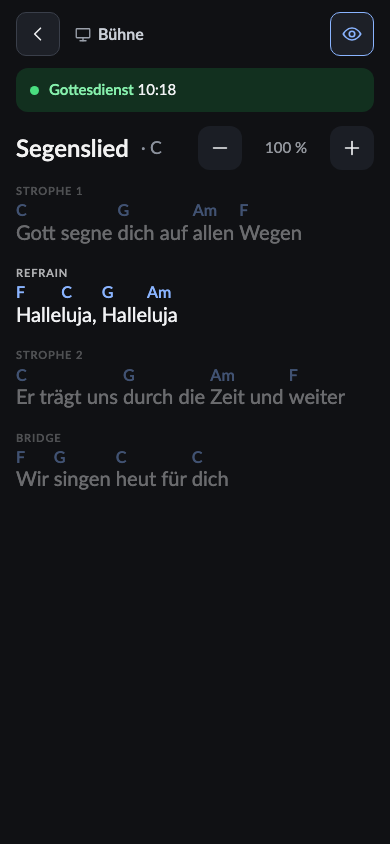 Bühne
Gottesdienst 10:18
Segenslied · C − 100 % +
STROPHE 1
C G Am F
Gott segne dich auf allen Wegen
REFRAIN
F C G Am
Halleluja, Halleluja
STROPHE 2
C G Am F
Er trägt uns durch die Zeit und weiter
BRIDGE
F G C C
Wir singen heut für dich